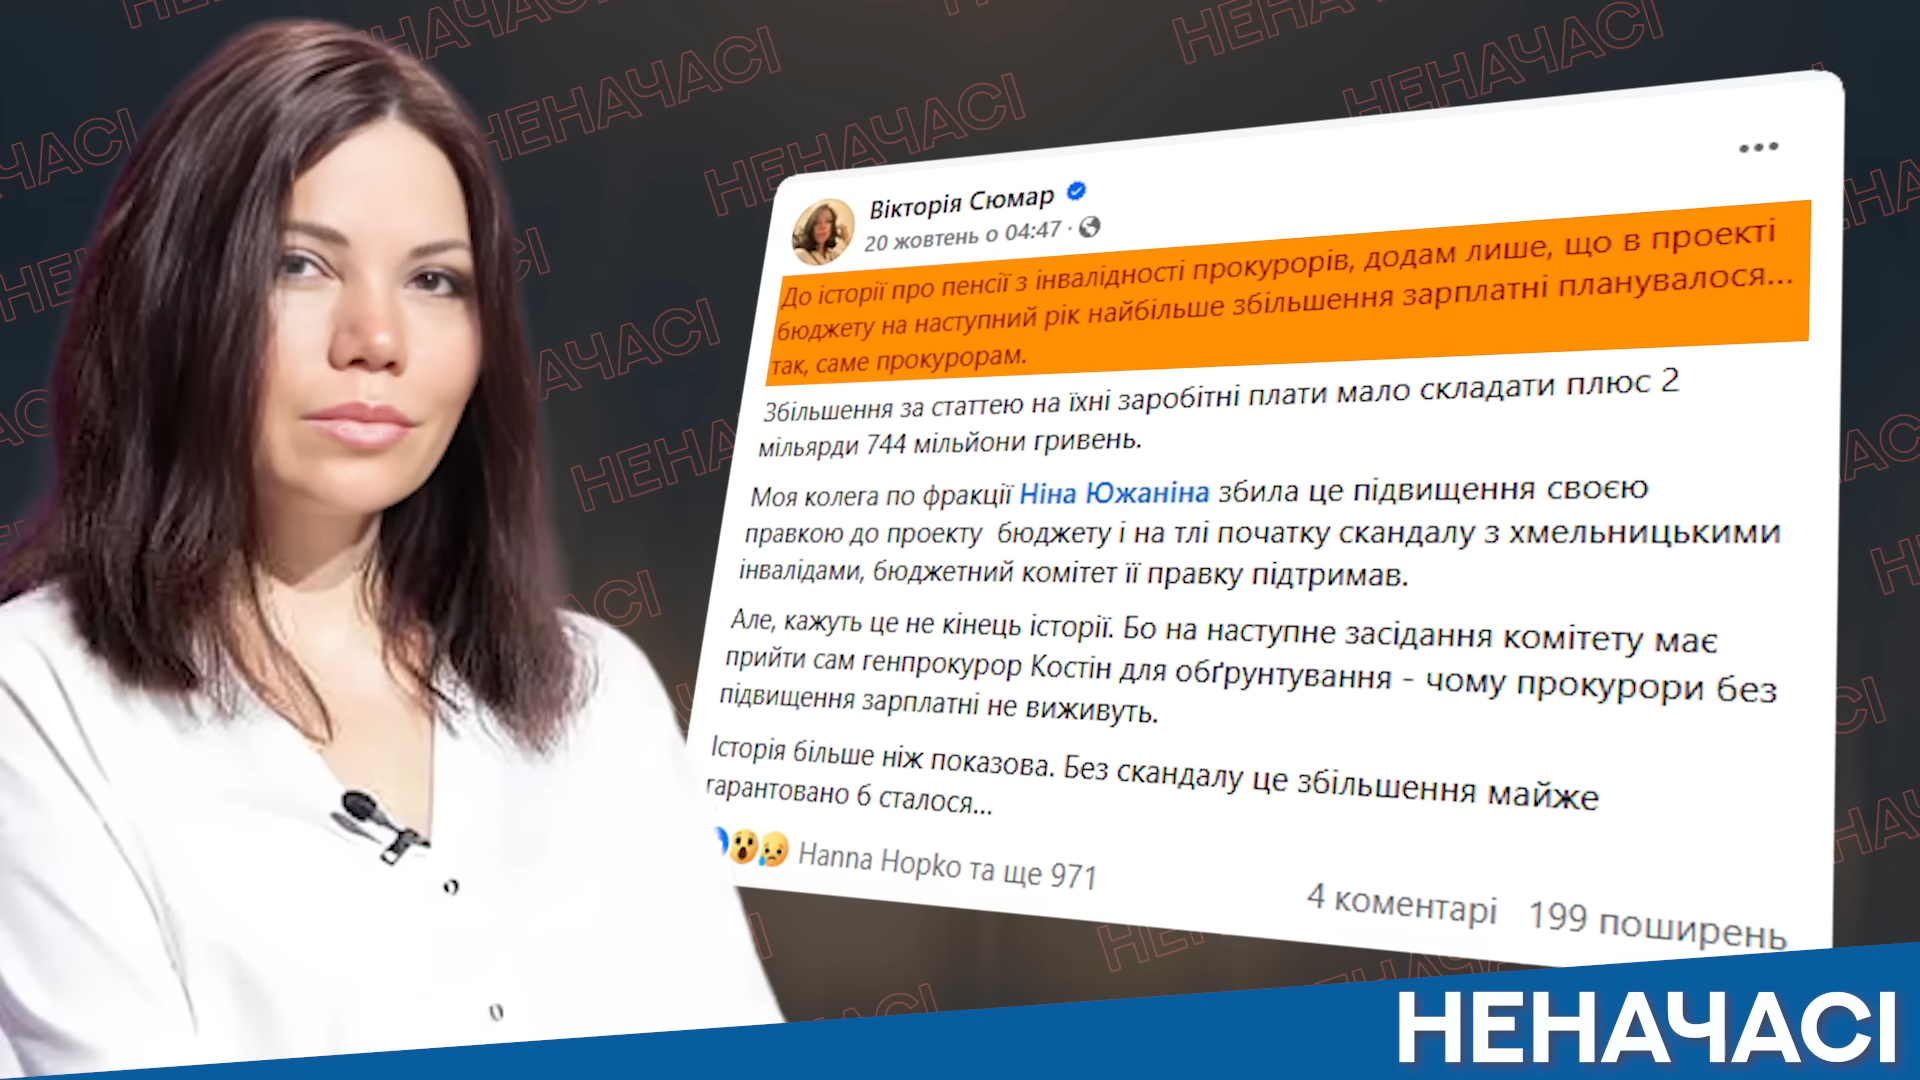 Вікторія Сюмар
20 жовтень о 04:47 ·
До історії про пенсії з інвалідності прокурорів, додам лише, що в проекті
бюджету на наступний рік найбільше збільшення зарплатні планувалося...
так, саме прокурорам.
Збільшення за статтею на їхні заробітні плати мало складати плюс 2
мільярди 744 мільйони гривень.
Моя колега по фракції Ніна Южаніна збила це підвищення своєю
правкою до проекту бюджету і на тлі початку скандалу з хмельницькими
інвалідами, бюджетний комітет її правку підтримав.
Але, кажуть це не кінець історії. Бо на наступне засідання комітету має
прийти сам генпрокурор Костін для обґрунтування - чому прокурори без
підвищення зарплатні не виживуть.
Історія більше ніж показова. Без скандалу це збільшення майже
гарантовано б сталося...
Hanna Hopko та ще 971
4 коментарі 199 поширень
НЕНАЧАСІ